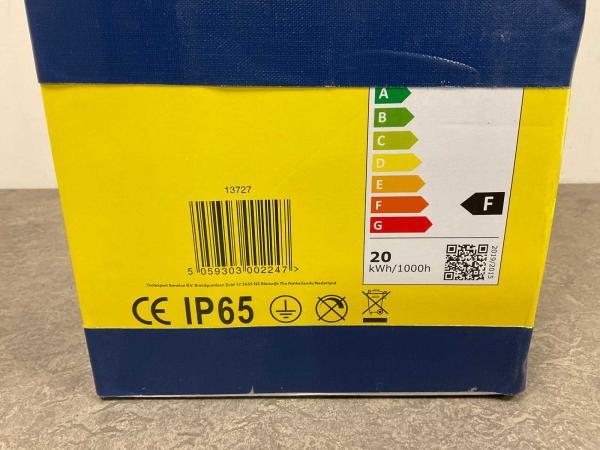 A
B
C
D
E
F
G
F
20
kWh/1000h
2019/2015
13727
5 059303 002247 >
Toolexpert Benelux B.V. Brandpuntlaan Zuid 12 2665 NZ Bleiswijk The Netherlands/Nederland
CE IP65